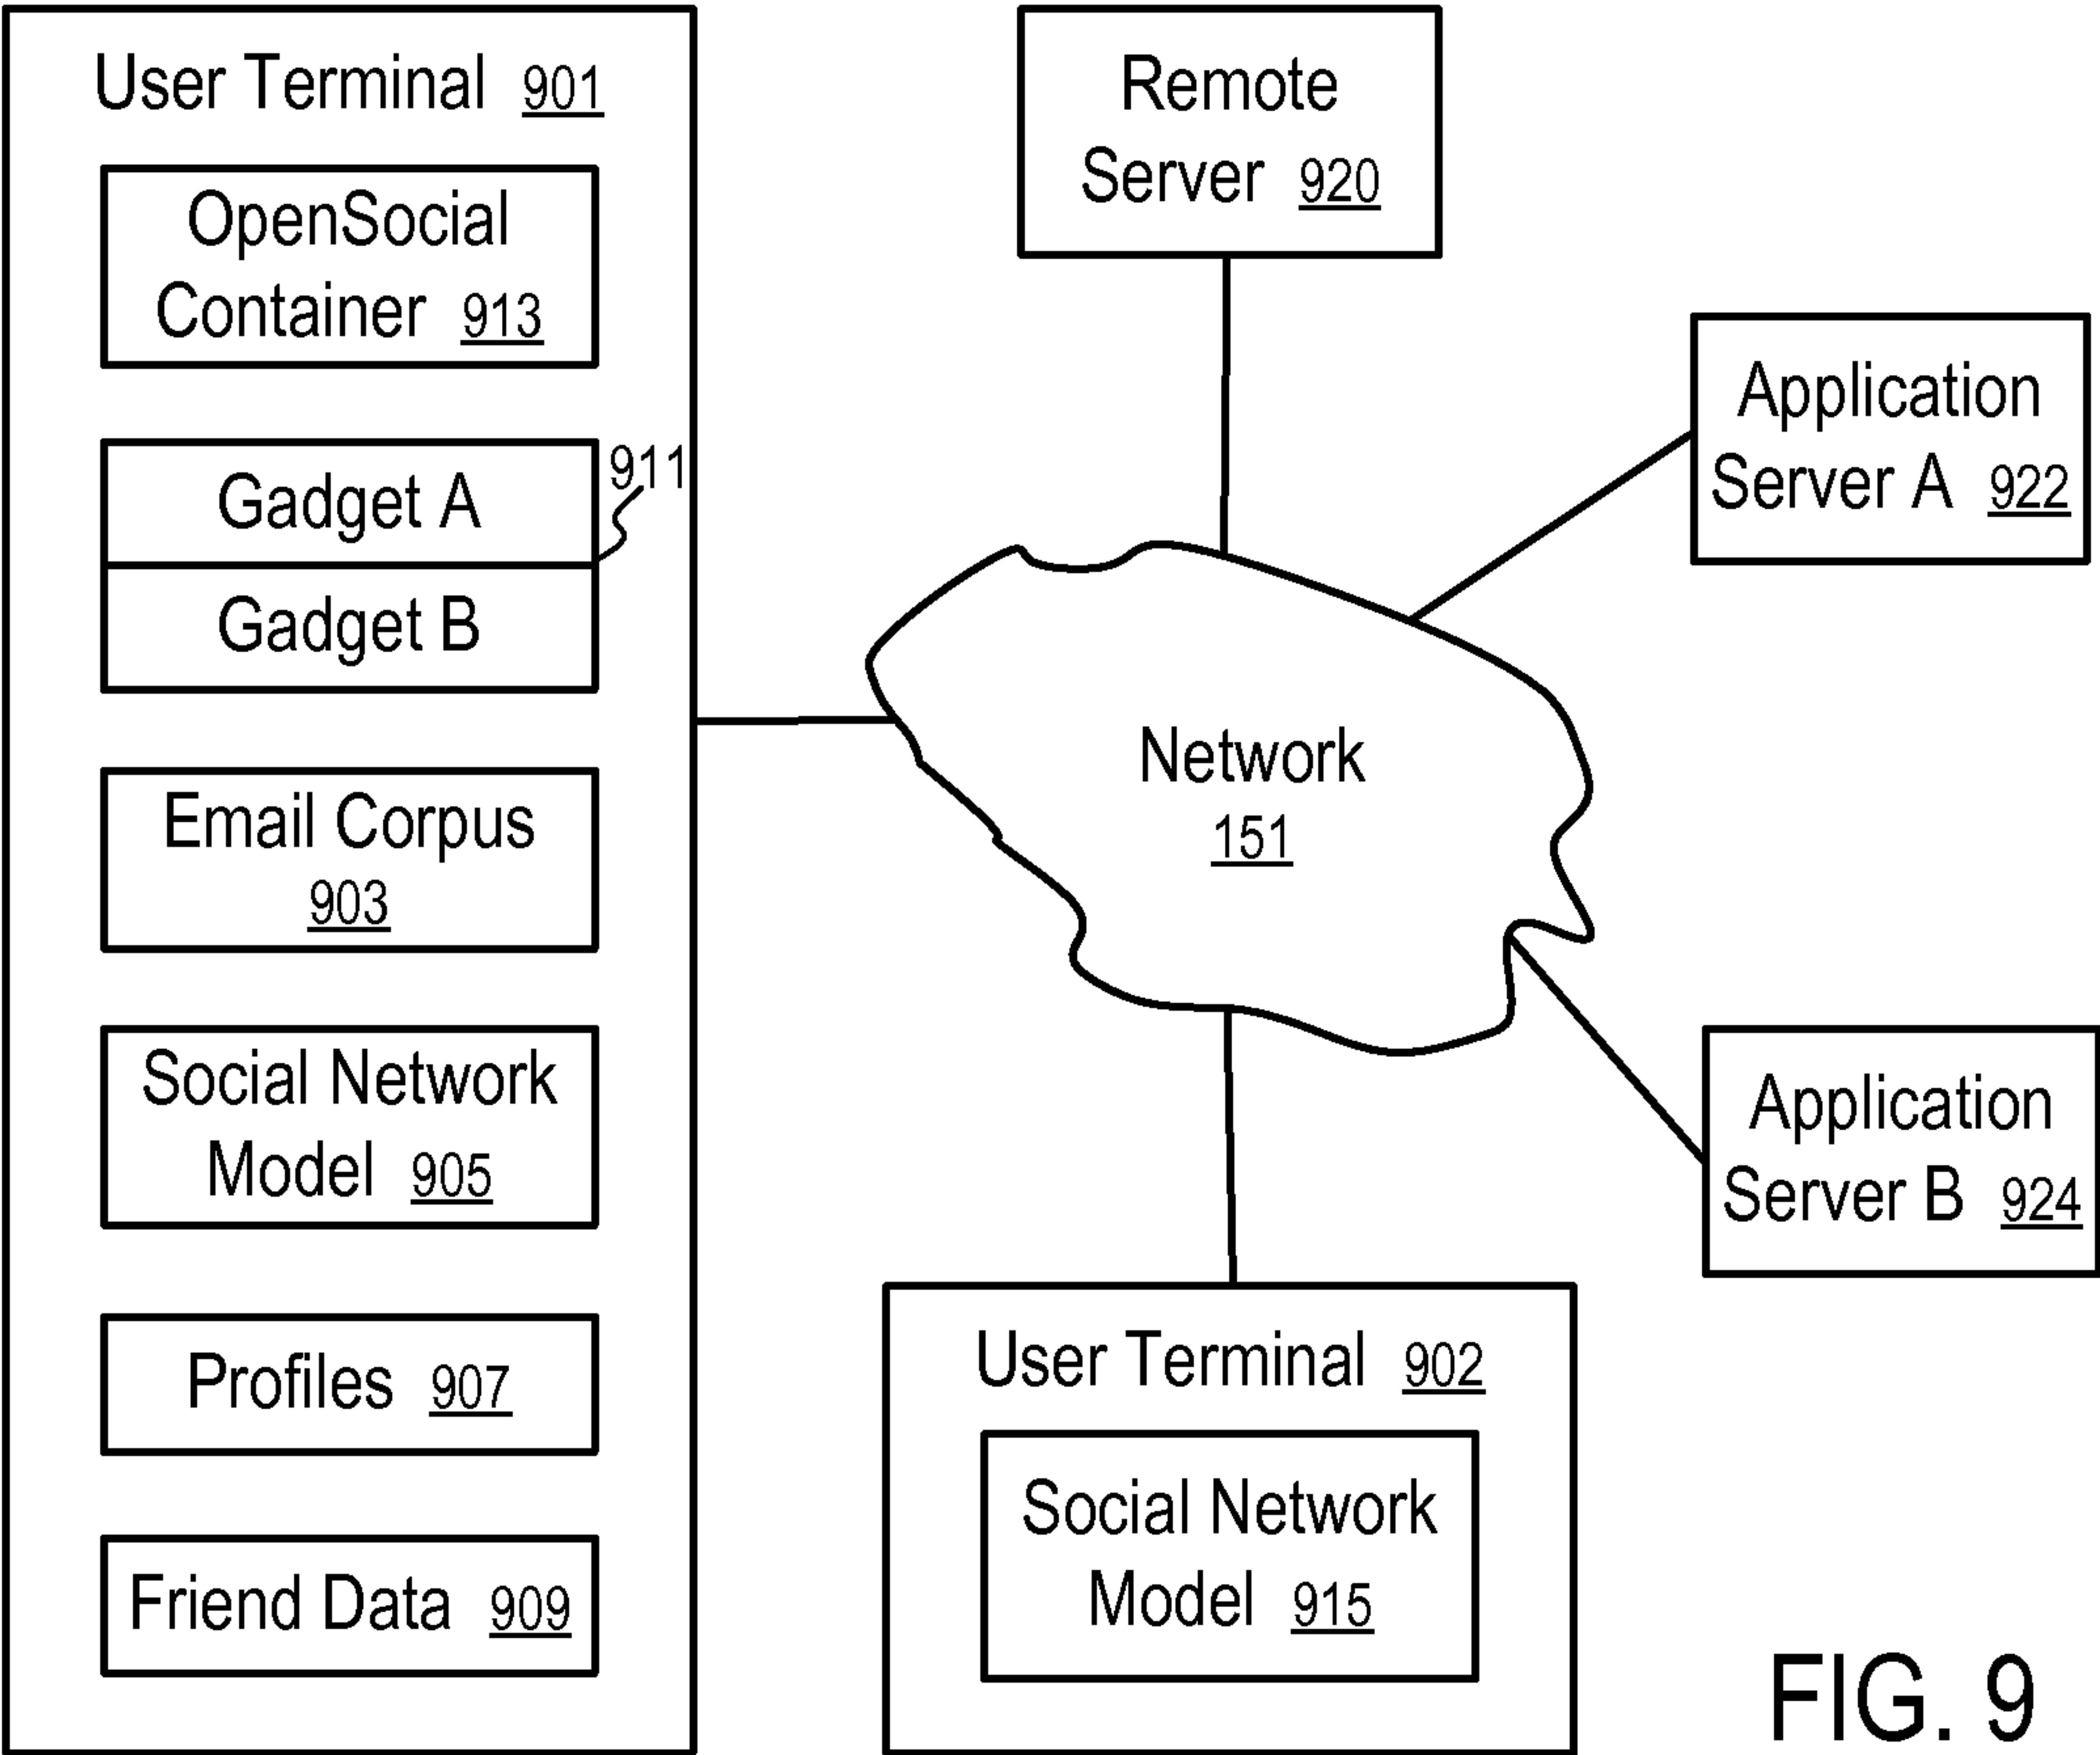 User Terminal 901
OpenSocial
Container 913
911
Gadget A
Gadget B
Email Corpus
903
Social Network
Model 905
Profiles 907
Friend Data 909
Remote
Server 920
Application
Server A 922
Network
151
Application
Server B 924
User Terminal 902
Social Network
Model 915
FIG. 9